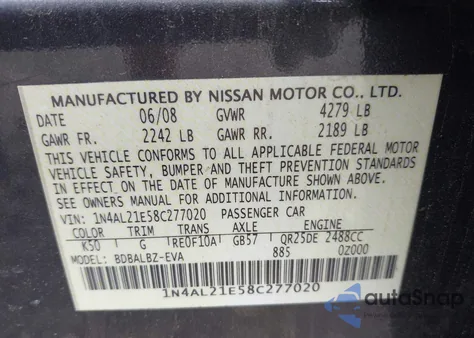 MANUFACTURED BY NISSAN MOTOR CO., LTD.
DATE 06/08 GVWR 4279 LB
GAWR FR. 2242 LB GAWR RR. 2189 LB
THIS VEHICLE CONFORMS TO ALL APPLICABLE FEDERAL MOTOR
VEHICLE SAFETY, BUMPER AND THEFT PREVENTION STANDARDS
IN EFFECT ON THE DATE OF MANUFACTURE SHOWN ABOVE.
SEE OWNER'S MANUAL FOR ADDITIONAL INFORMATION
VIN: 1N4AL21E58C277020 PASSENGER CAR
COLOR TRIM TRANS AXLE ENGINE
K50 G RE0F10A GB57 QR25DE 2488CC
MODEL: BDBALBZ-EVA 885 0Z000
1N4AL21E58C277020
autoSnap